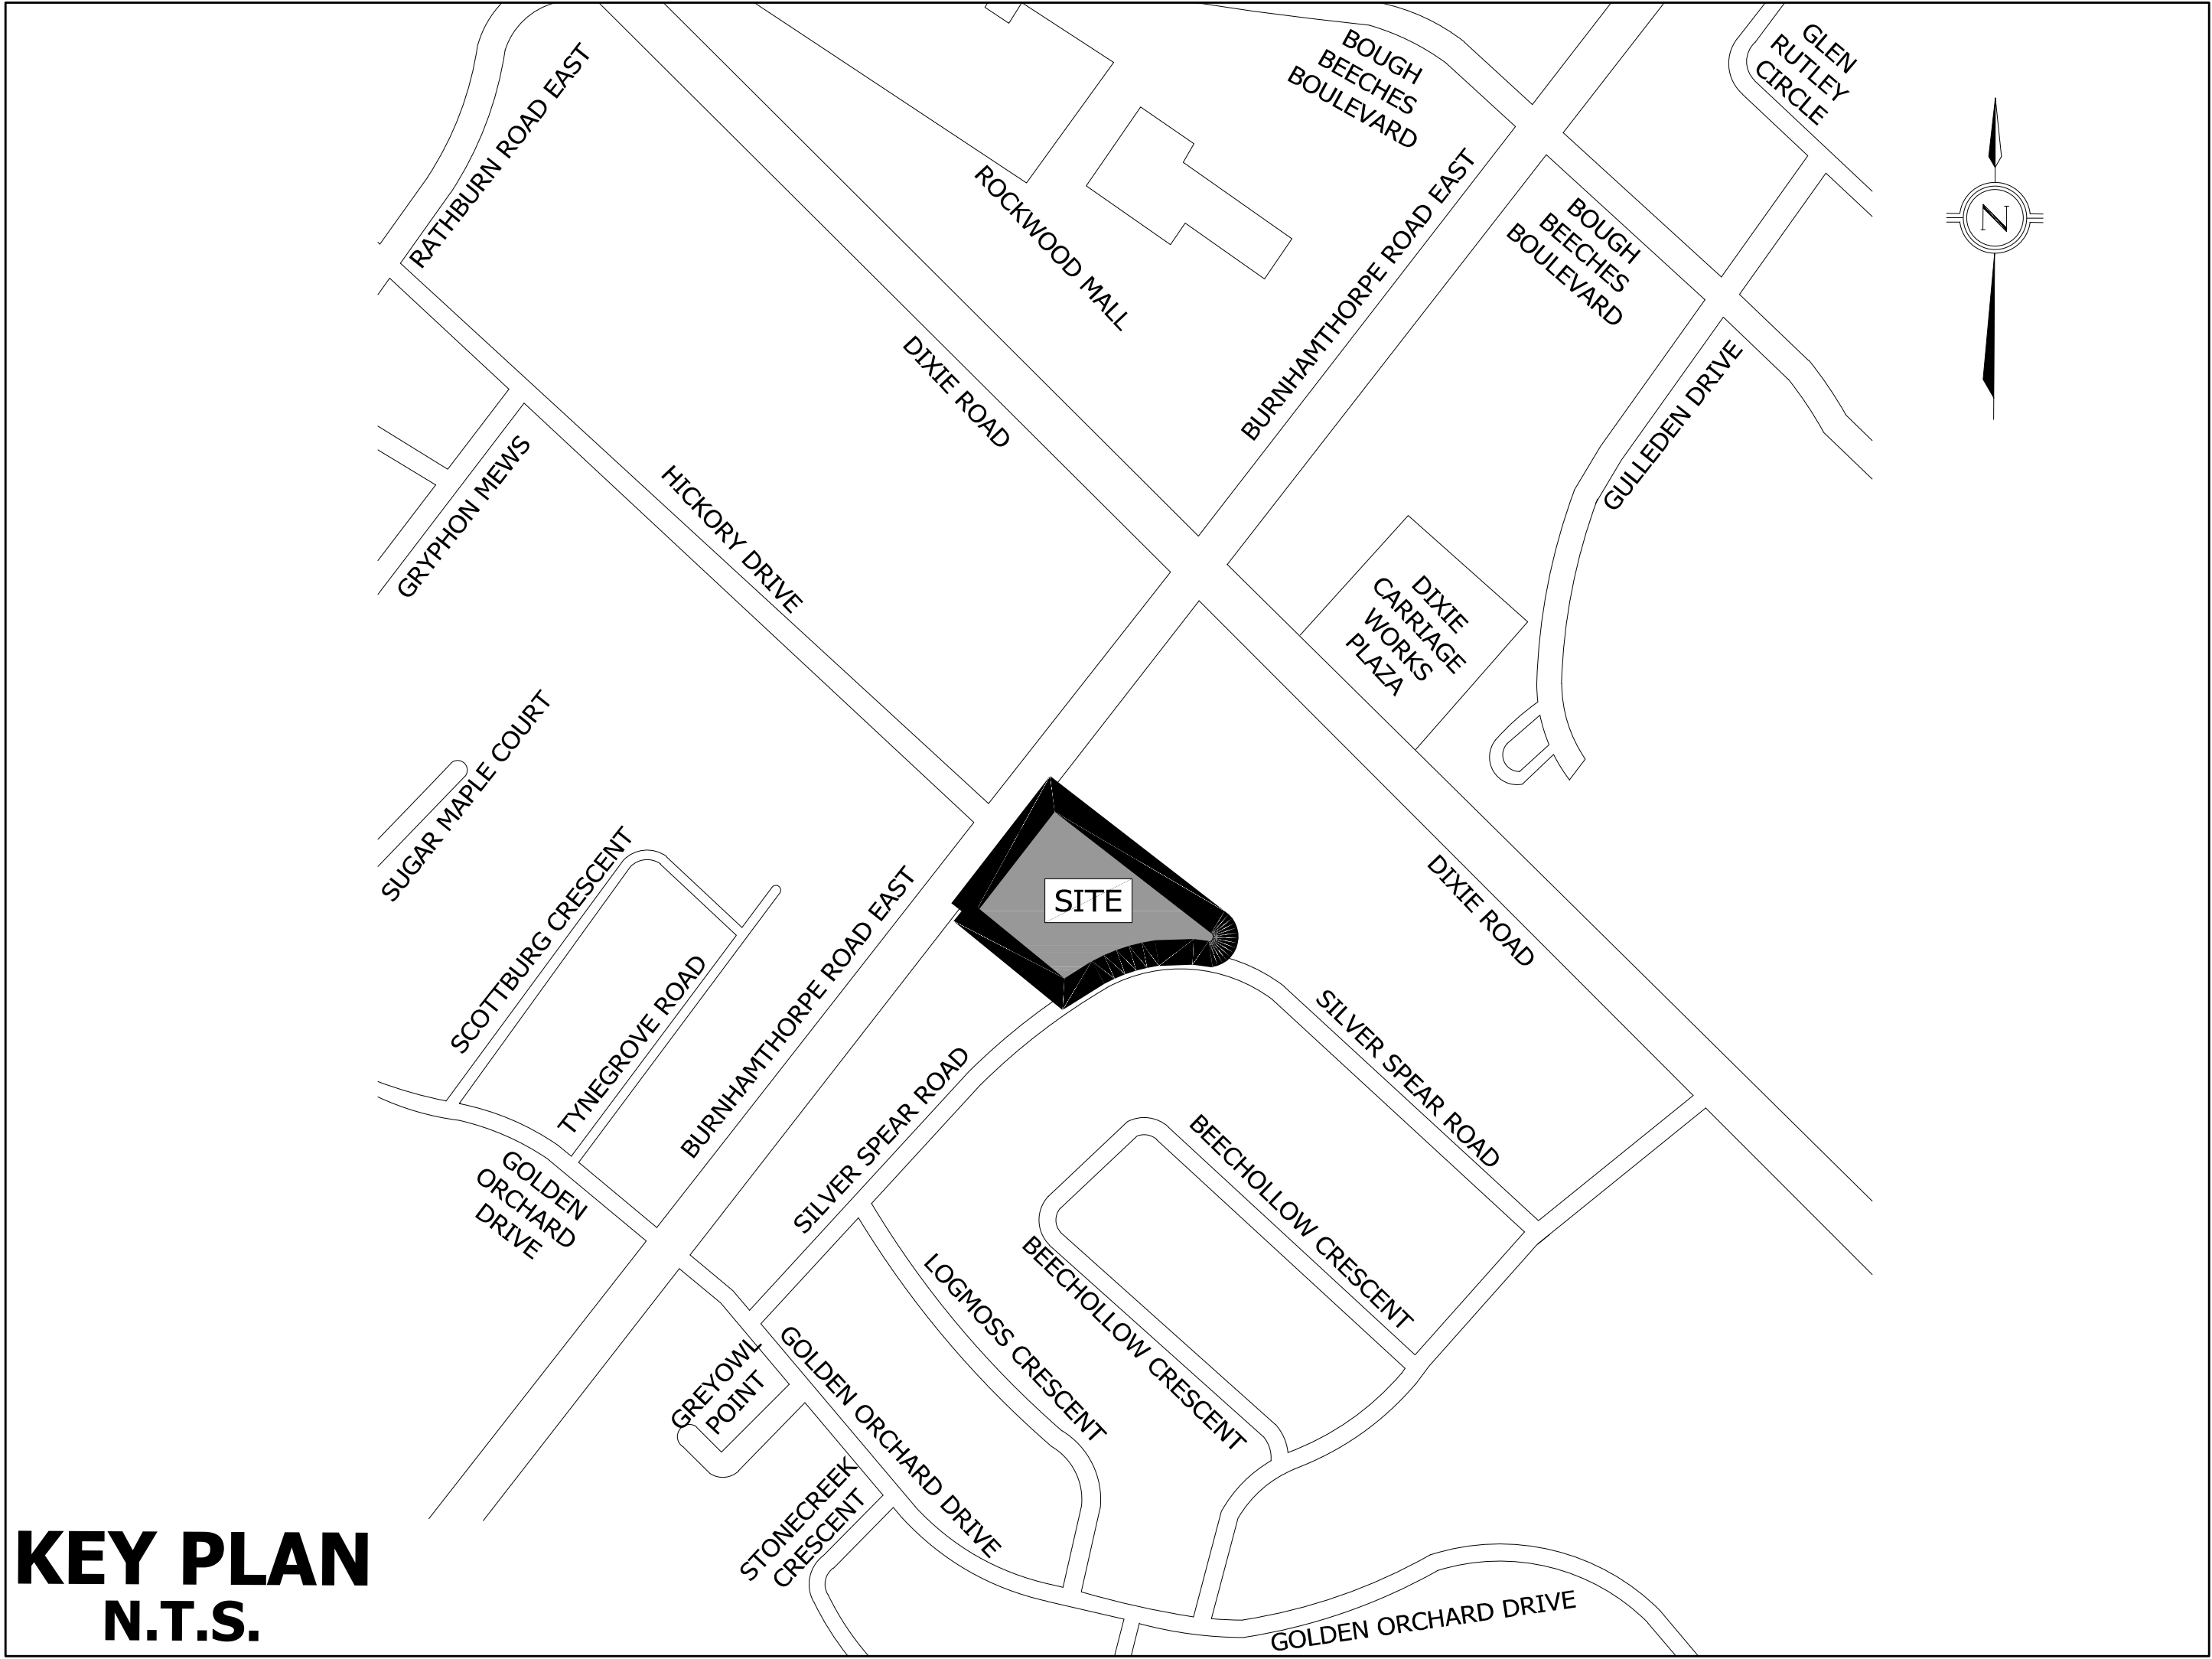 RATHBURN ROAD EAST
BOUGH
BEECHES
BOULEVARD
GLEN
RUTLEY
CIRCLE
N
ROCKWOOD MALL
BURNHAMTHORPE ROAD EAST
BOUGH
BEECHES
BOULEVARD
DIXIE ROAD
GULLEDEN DRIVE
GRYPHON MEWS
HICKORY DRIVE
DIXIE
CARRIAGE
WORKS
PLAZA
SUGAR MAPLE COURT
SCOTTBURG CRESCENT
SITE
DIXIE ROAD
TYNEGROVE ROAD
BURNHAMTHORPE ROAD EAST
SILVER SPEAR ROAD
SILVER SPEAR ROAD
GOLDEN
ORCHARD
DRIVE
BEECHOLLOW CRESCENT
BEECHOLLOW CRESCENT
LOGMOSS CRESCENT
GREYOWL
POINT
GOLDEN ORCHARD DRIVE
STONECREEK
CRESCENT
GOLDEN ORCHARD DRIVE
KEY PLAN
N.T.S.